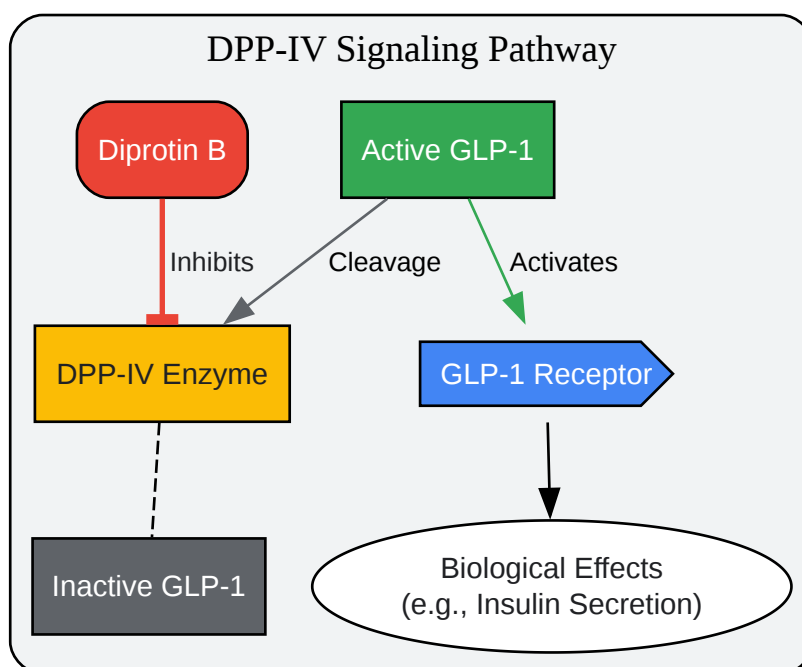 DPP-IV Signaling Pathway
Diprotin B
Active GLP-1
Inhibits
Cleavage
Activates
DPP-IV Enzyme
GLP-1 Receptor
Inactive GLP-1
Biological Effects
(e.g., Insulin Secretion)